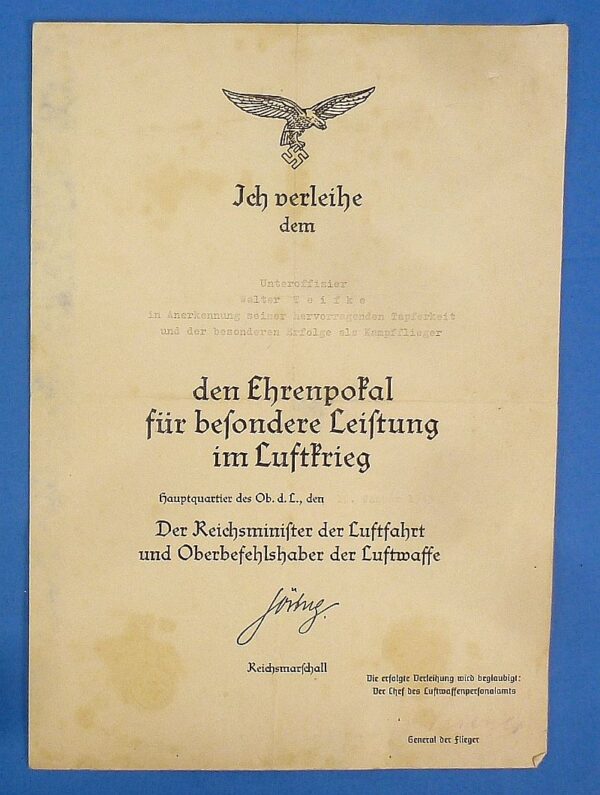 Ich verleihe
dem
Unteroffizier
Walter T e i f k e
in Anerkennung seiner hervorragenden Tapferkeit
und der besonderen Erfolge als Kampfflieger
den Ehrenpokal
für beſondere Leiſtung
im Luftkrieg
Hauptquartier des Ob. d. L., den
Der Reichsminiſter der Luftfahrt
und Oberbefehlshaber der Luftwaffe
Göring.
Reichsmarſchall
Die erfolgte Verleihung wird beglaubigt:
Der Chef des Luftwaffenperſonalamts
General der Flieger